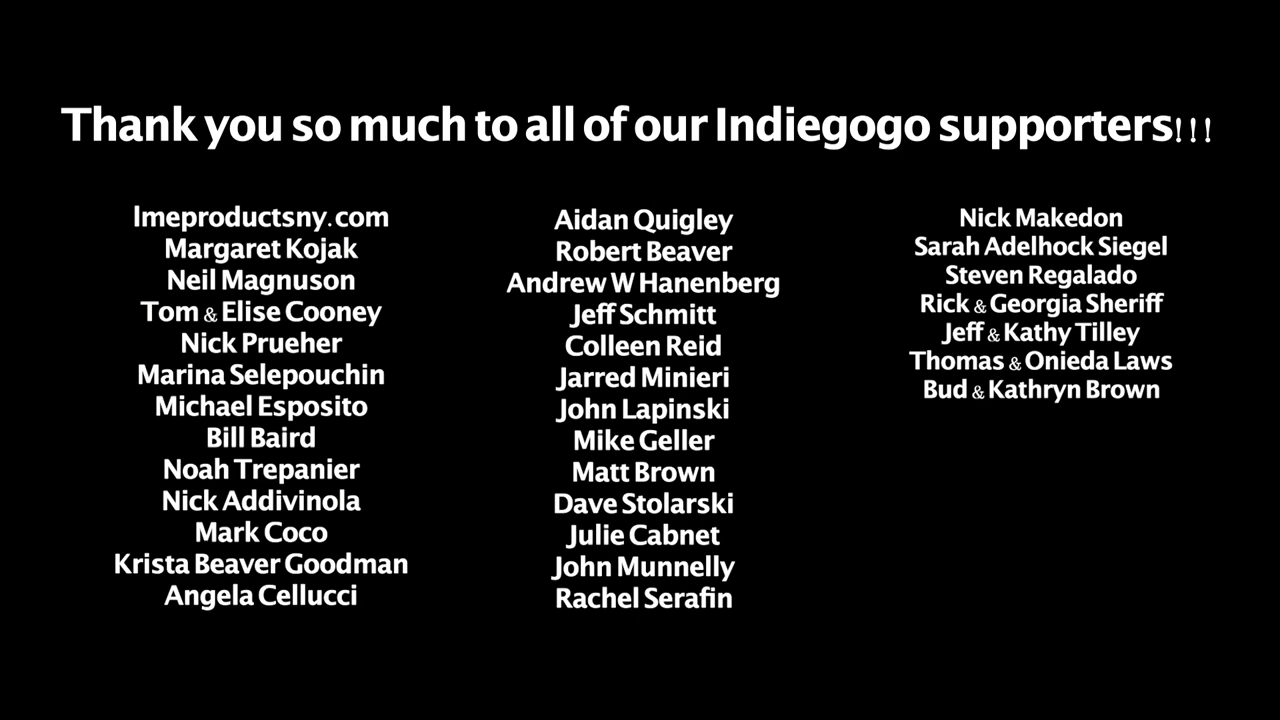 Thank you so much to all of our Indiegogo supporters!!!
lmeproductsny.com
Margaret Kojak
Neil Magnuson
Tom & Elise Cooney
Nick Prueher
Marina Selepouchin
Michael Esposito
Bill Baird
Noah Trepanier
Nick Addivinola
Mark Coco
Krista Beaver Goodman
Angela Cellucci
Aidan Quigley
Robert Beaver
Andrew W Hanenberg
Jeff Schmitt
Colleen Reid
Jarred Minieri
John Lapinski
Mike Geller
Matt Brown
Dave Stolarski
Julie Cabnet
John Munnelly
Rachel Serafin
Nick Makedon
Sarah Adelhock Siegel
Steven Regalado
Rick & Georgia Sheriff
Jeff & Kathy Tilley
Thomas & Onieda Laws
Bud & Kathryn Brown